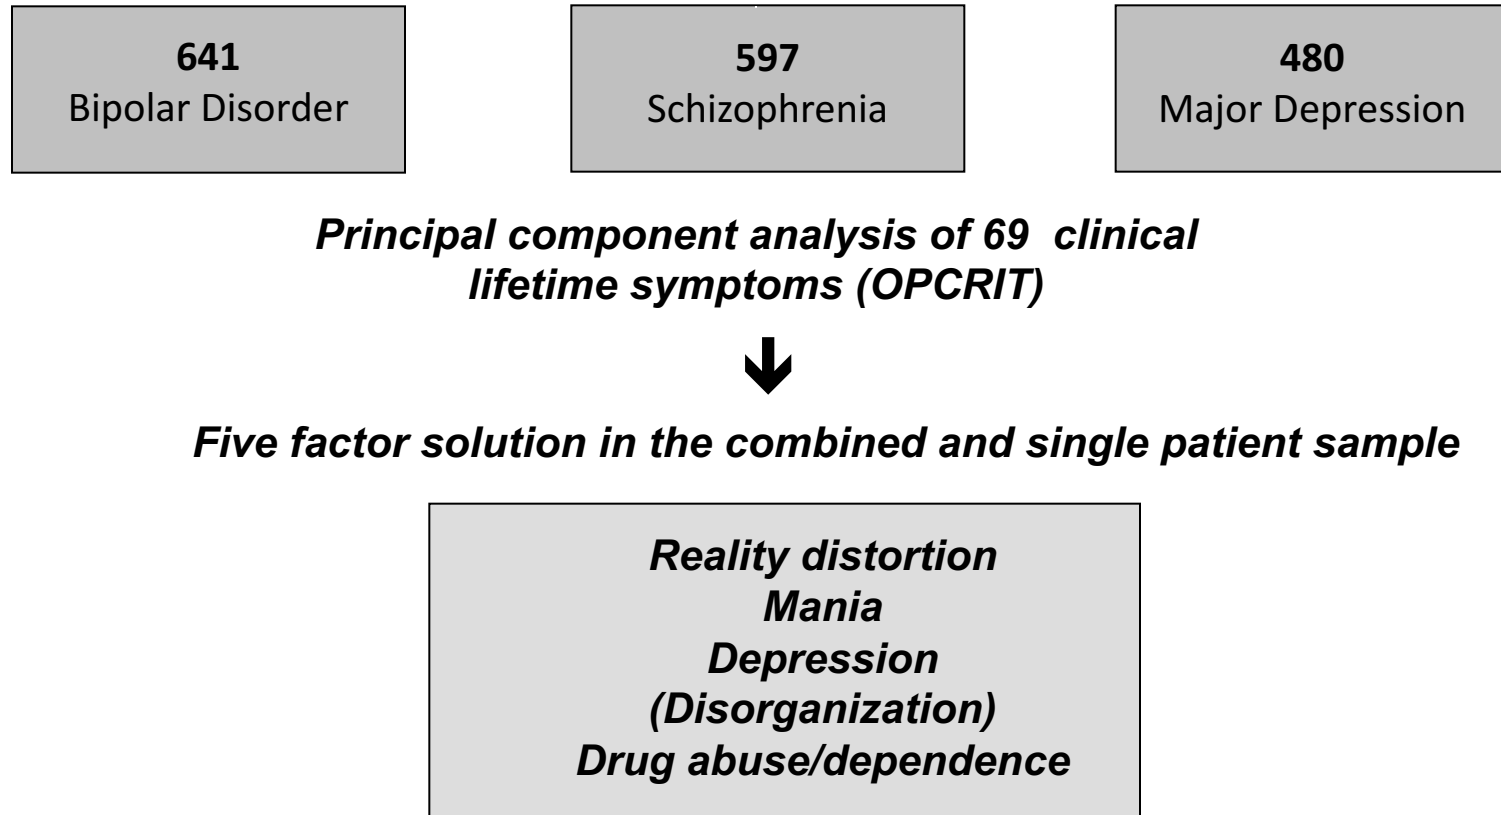 641
Bipolar Disorder
597
Schizophrenia
480
Major Depression
Principal component analysis of 69 clinical
lifetime symptoms (OPCRIT)
Five factor solution in the combined and single patient sample
Reality distortion
Mania
Depression
(Disorganization)
Drug abuse/dependence